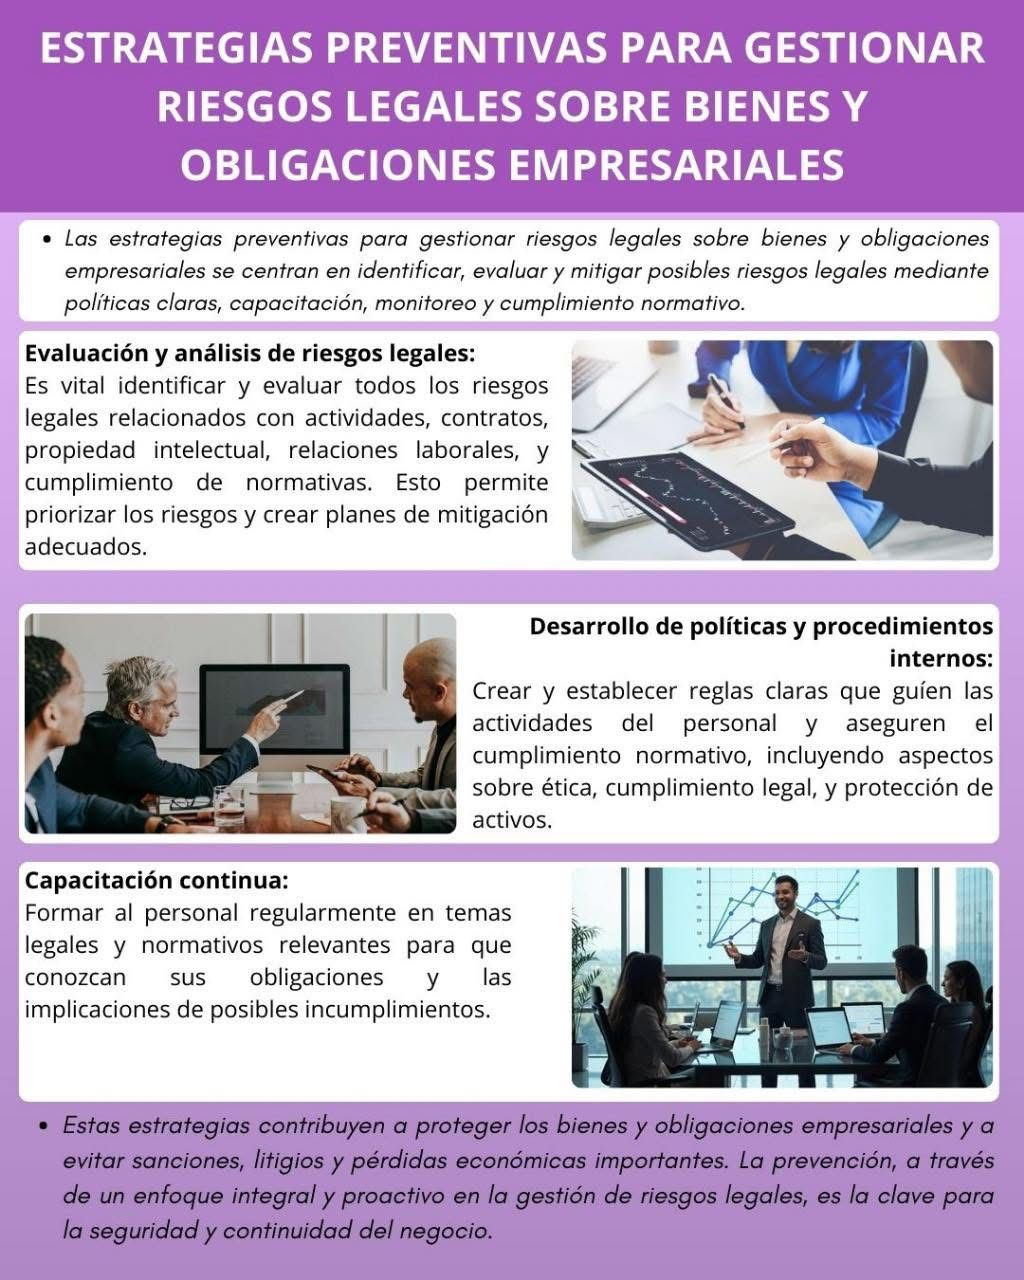 ESTRATEGIAS PREVENTIVAS PARA GESTIONAR
RIESGOS LEGALES SOBRE BIENES Y
OBLIGACIONES EMPRESARIALES
• Las estrategias preventivas para gestionar riesgos legales sobre bienes y obligaciones
empresariales se centran en identificar, evaluar y mitigar posibles riesgos legales mediante
políticas claras, capacitación, monitoreo y cumplimiento normativo.
Evaluación y análisis de riesgos legales:
Es vital identificar y evaluar todos los riesgos
legales relacionados con actividades, contratos,
propiedad intelectual, relaciones laborales, y
cumplimiento de normativas. Esto permite
priorizar los riesgos y crear planes de mitigación
adecuados.
Desarrollo de políticas y procedimientos
internos:
Crear y establecer reglas claras que guíen las
actividades del personal y aseguren el
cumplimiento normativo, incluyendo aspectos
sobre ética, cumplimiento legal, y protección de
activos.
Capacitación continua:
Formar al personal regularmente en temas
legales y normativos relevantes para que
conozcan sus obligaciones y las
implicaciones de posibles incumplimientos.
• Estas estrategias contribuyen a proteger los bienes y obligaciones empresariales y a
evitar sanciones, litigios y pérdidas económicas importantes. La prevención, a través
de un enfoque integral y proactivo en la gestión de riesgos legales, es la clave para
la seguridad y continuidad del negocio.